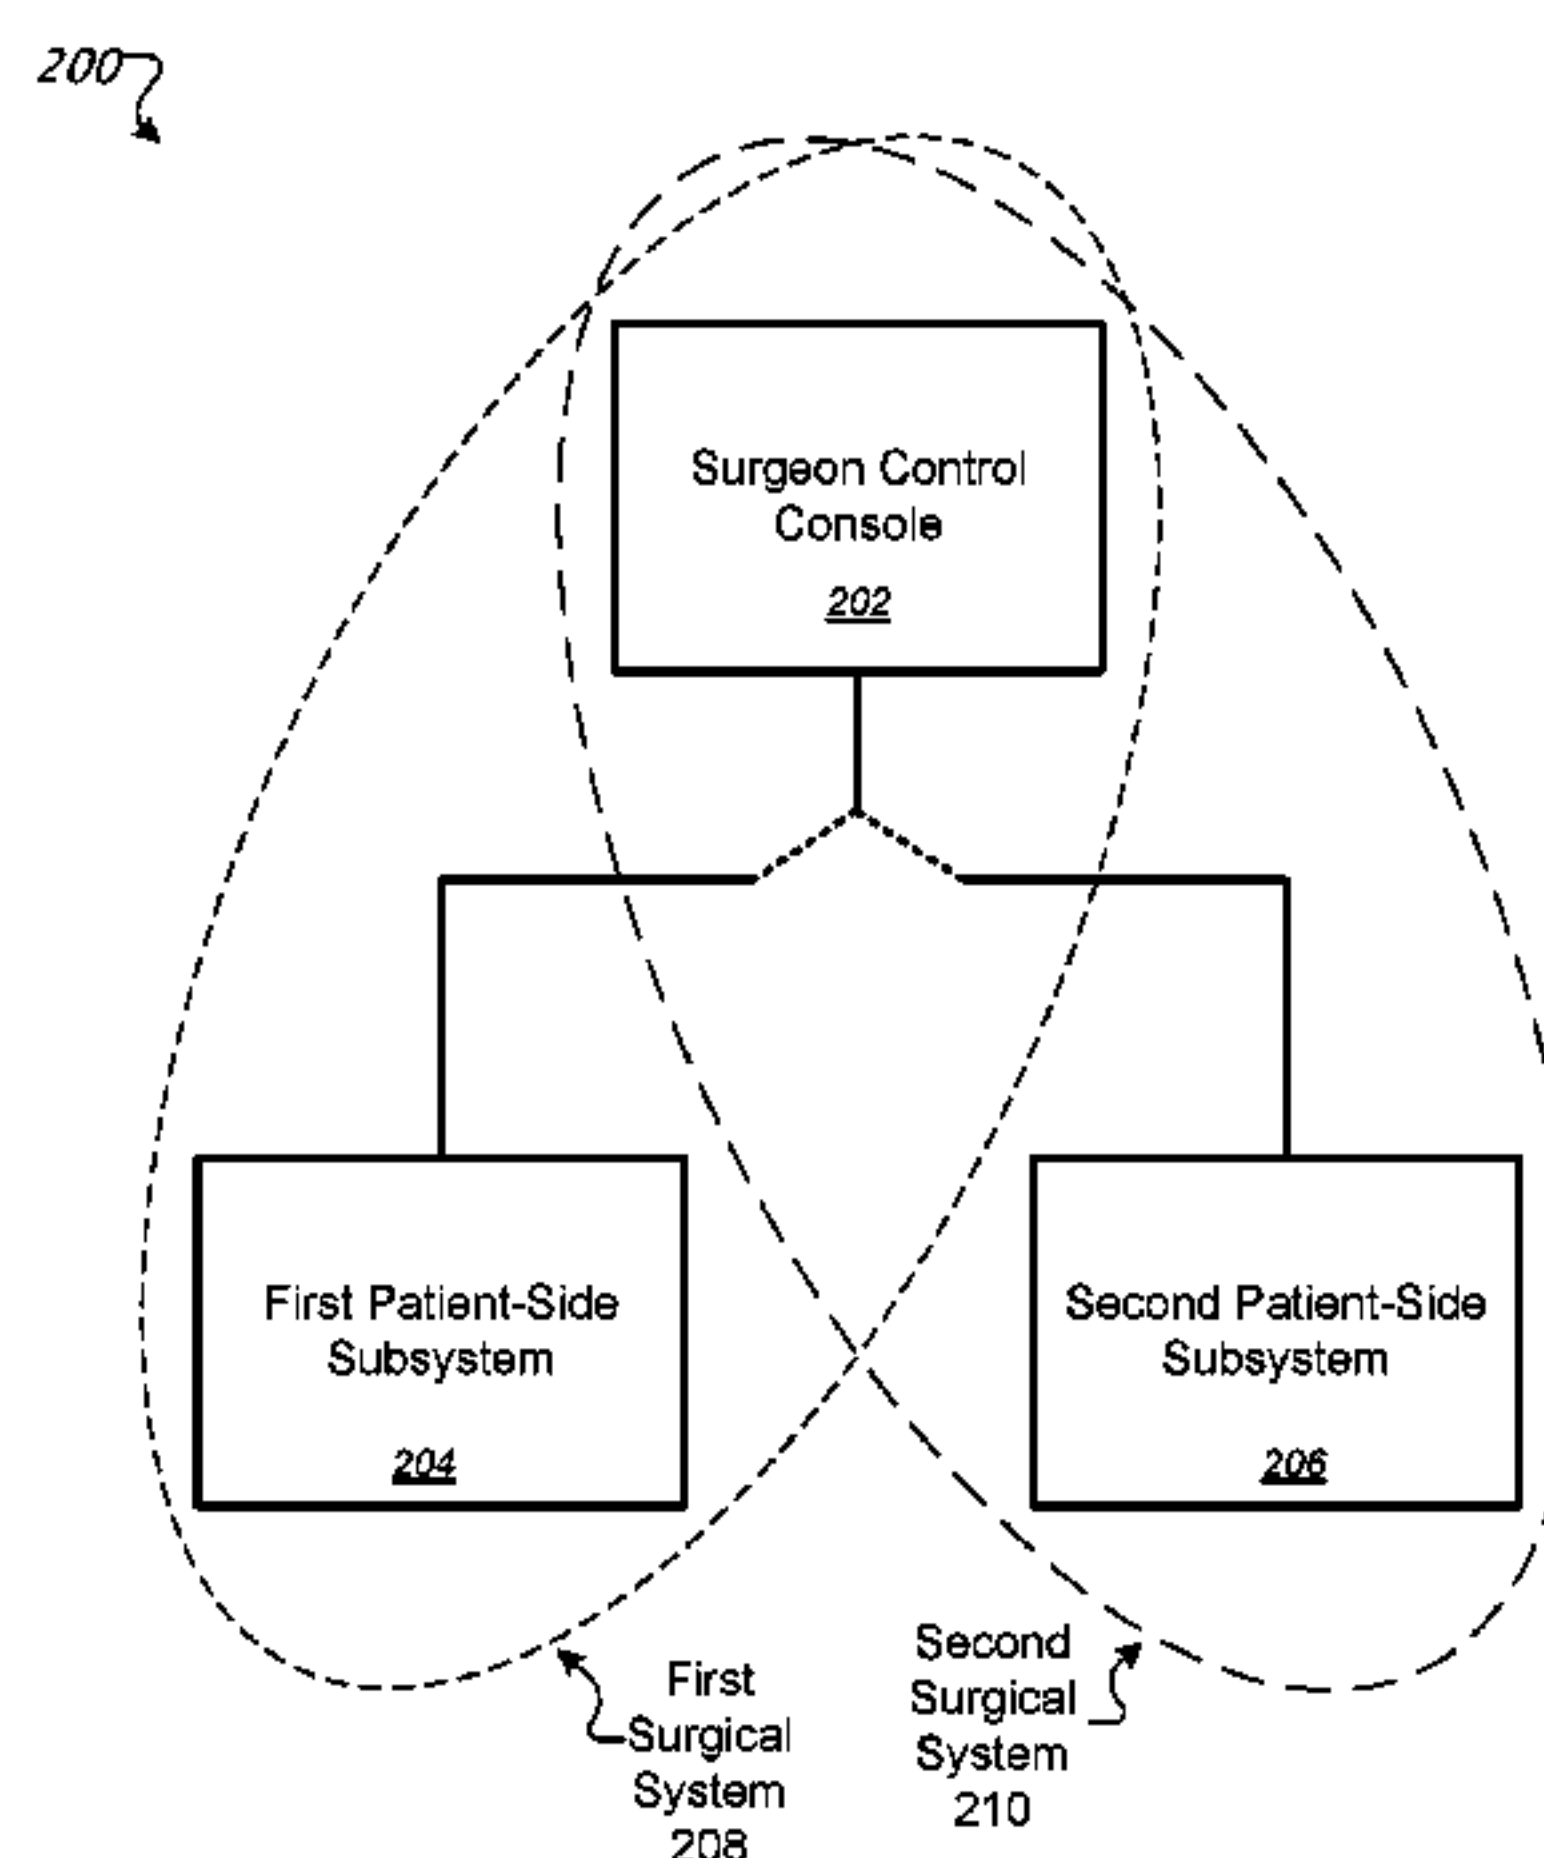 200
Surgeon Control
Console
202
First Patient-Side
Subsystem
204
Second Patient-Side
Subsystem
206
First
Surgical
System
208
Second
Surgical
System
210